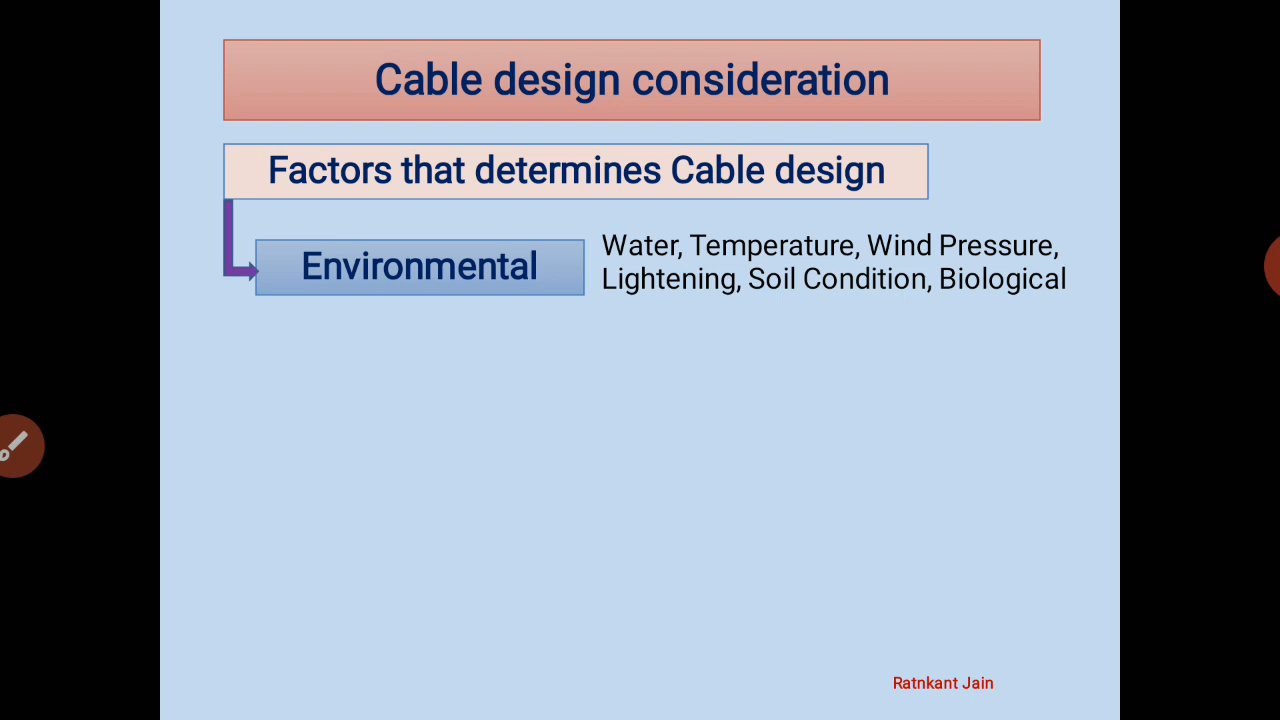 Cable design consideration
Factors that determines Cable design
Environmental
Water, Temperature, Wind Pressure,
Lightening, Soil Condition, Biological
Ratnkant Jain